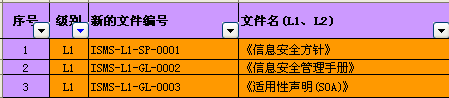 序号 级别 新的文件编号 文件名(L1、L2)
1 L1 ISMS-L1-SP-0001 《信息安全方针》
2 L1 ISMS-L1-GL-0002 《信息安全管理手册》
3 L1 ISMS-L1-GL-0003 《适用性声明(SOA)》